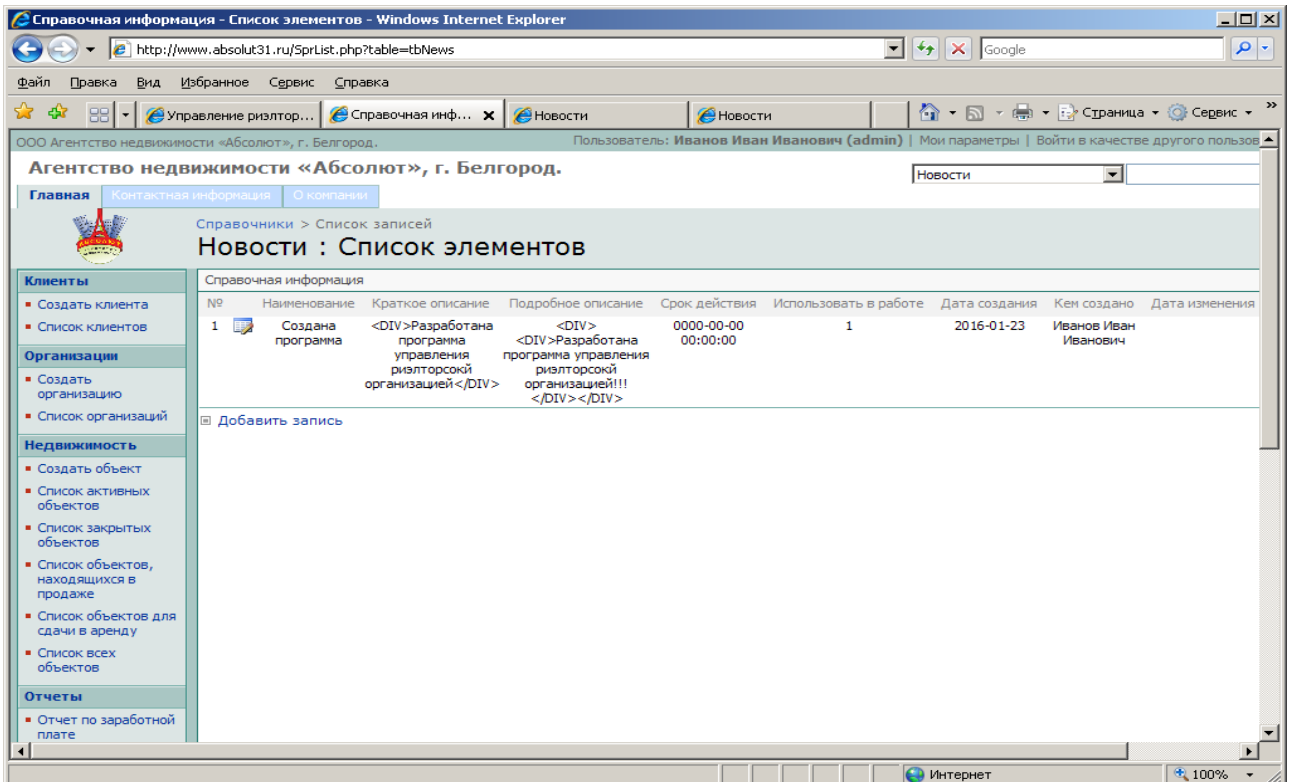 Справочная информация - Список элементов - Windows Internet Explorer
http://www.absolut31.ru/SprList.php?table=tbNews
Google
Файл Правка Вид Избранное Сервис Справка
Управление риэлтор... Справочная инф... Новости Новости Страница Сервис
ООО Агентство недвижимости «Абсолют», г. Белгород. Пользователь: Иванов Иван Иванович (admin) | Мои параметры | Войти в качестве другого пользов
Агентство недвижимости «Абсолют», г. Белгород.
Новости
Главная Контактная информация О компании
Справочники > Список записей
Новости : Список элементов
Клиенты
Создать клиента
Список клиентов
Организации
Создать
организацию
Список организаций
Недвижимость
Создать объект
Список активных
объектов
Список закрытых
объектов
Список объектов,
находящихся в
продаже
Список объектов для
сдачи в аренду
Список всех
объектов
Отчеты
Отчет по заработной
плате
Справочная информация
№ Наименование Краткое описание Подробное описание Срок действия Использовать в работе Дата создания Кем создано Дата изменения
1 Создана <DIV>Разработана <DIV> 0000-00-00 1 2016-01-23 Иванов Иван
программа программа <DIV>Разработана 00:00:00 Иванович
управления программа управления
риэлторсокй риэлторсокй
организацией</DIV> организацией!!!
</DIV></DIV>
Добавить запись
Интернет 100%